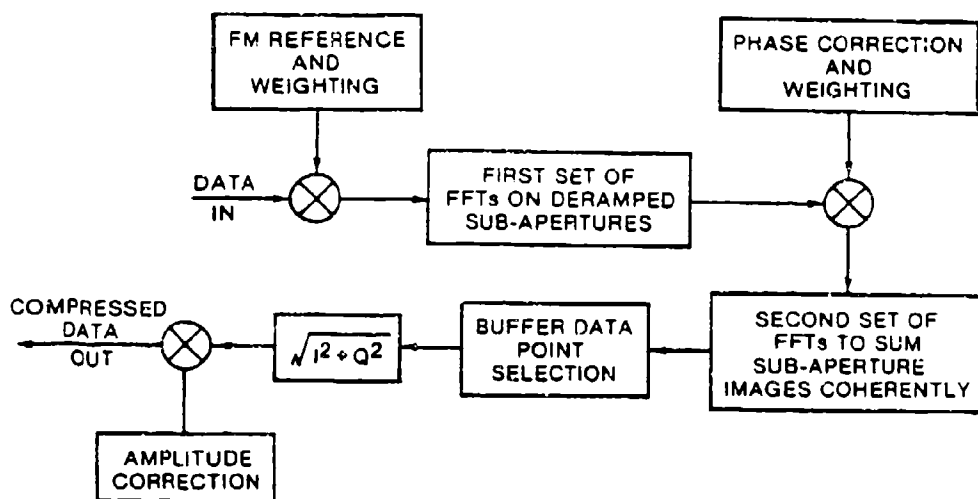 FM REFERENCE
AND
WEIGHTING
PHASE CORRECTION
AND
WEIGHTING
DATA
IN
FIRST SET OF
FFTs ON DERAMPED
SUB-APERTURES
COMPRESSED
DATA
OUT
√I² + Q²
BUFFER DATA
POINT
SELECTION
SECOND SET OF
FFTs TO SUM
SUB-APERTURE
IMAGES COHERENTLY
AMPLITUDE
CORRECTION